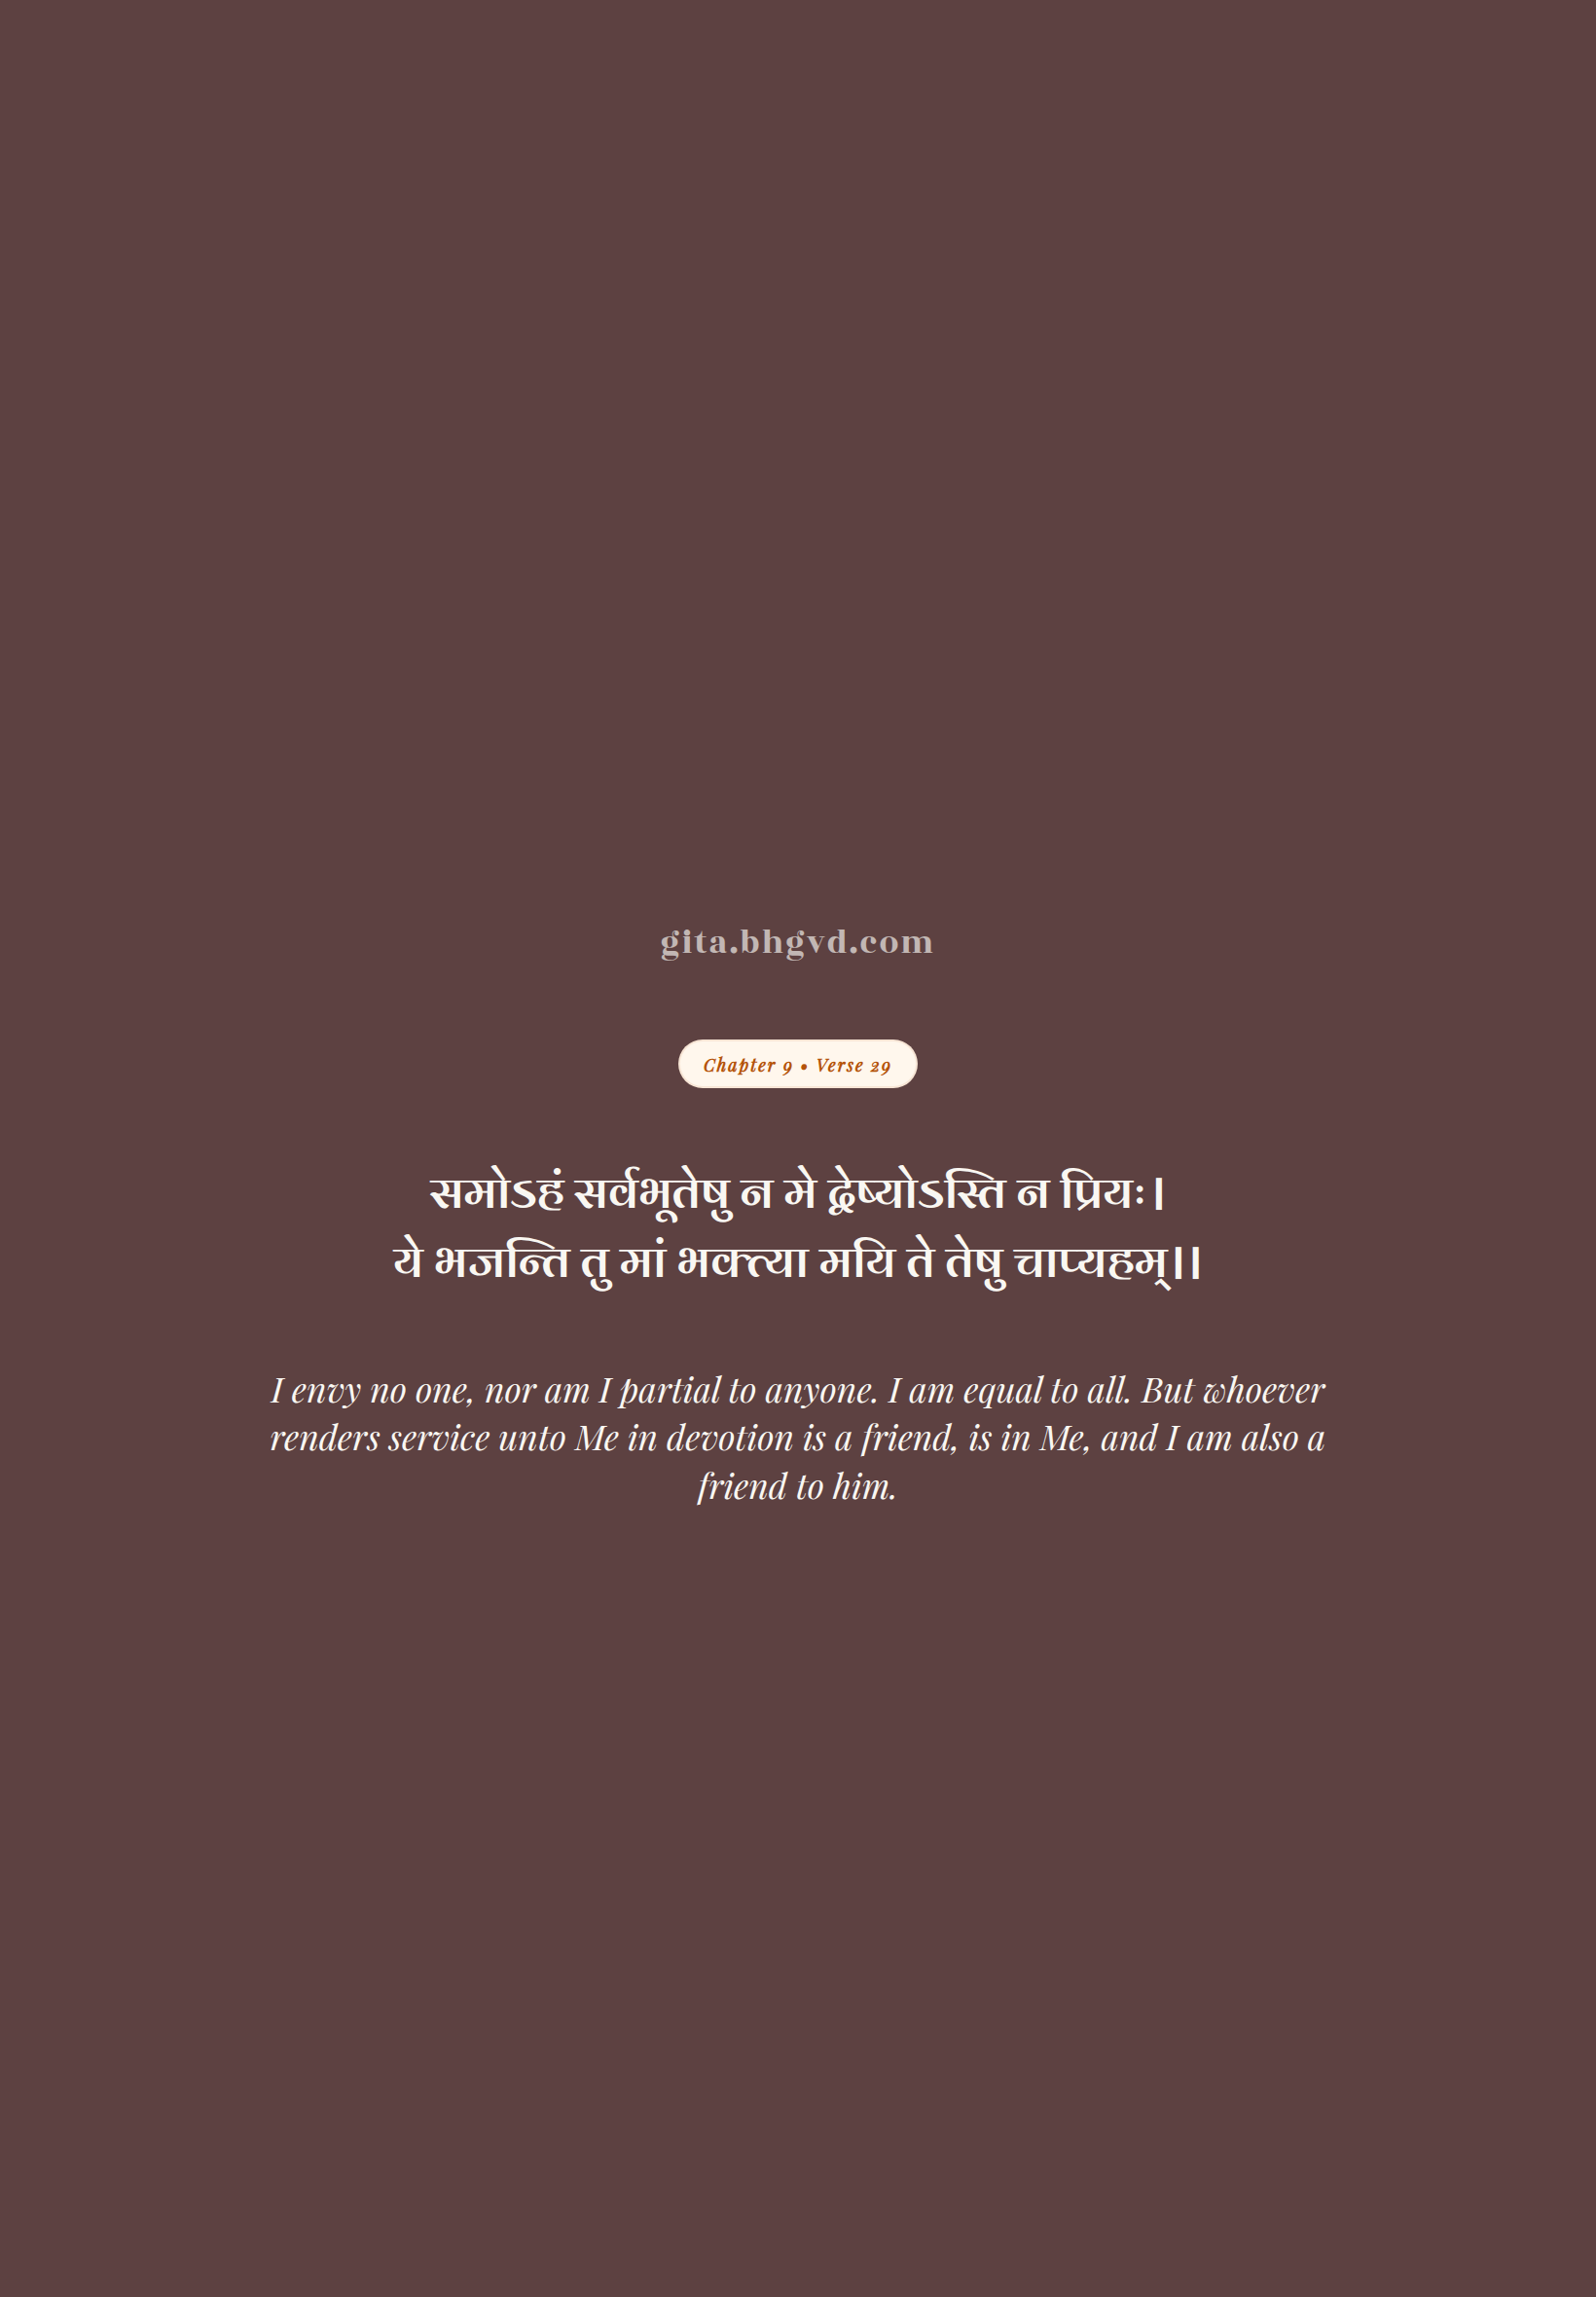 gita.bhgvd.com
Chapter 9 • Verse 29
समोऽहं सर्वभूतेषु न मे द्वेष्योऽस्ति न प्रियः।
ये भजन्ति तु मां भक्त्या मयि ते तेषु चाप्यहम्।।
I envy no one, nor am I partial to anyone. I am equal to all. But whoever
renders service unto Me in devotion is a friend, is in Me, and I am also a
friend to him.